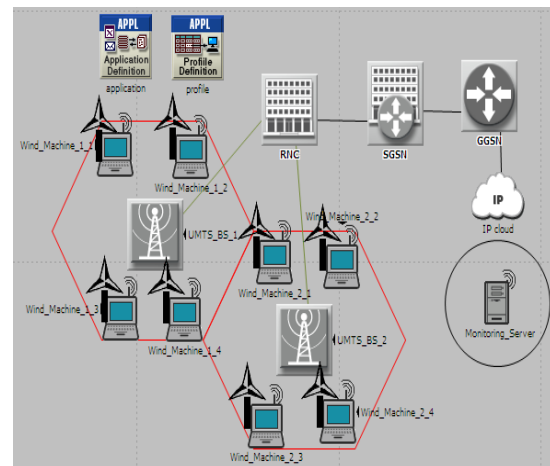 APPL
Application
Definition
application
APPL
Profile
Definition
profile
RNC
SGSN
GGSN
IP
IP cloud
Wind_Machine_1_1
Wind_Machine_1_2
UMTS_BS_1
Wind_Machine_2_2
Wind_Machine_2_1
Wind_Machine_1_3
Wind_Machine_1_4
Monitoring_Server
UMTS_BS_2
Wind_Machine_2_4
Wind_Machine_2_3